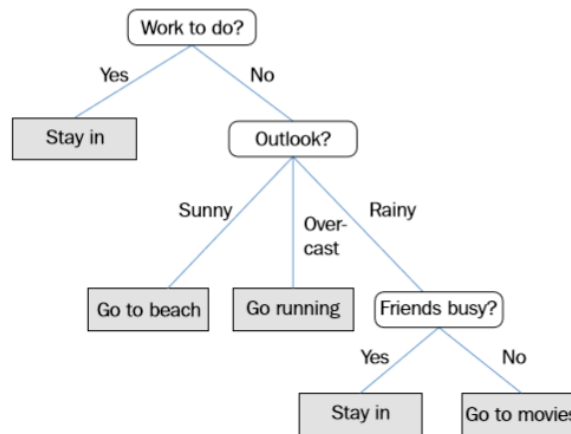 Work to do?
Yes
No
Stay in
Outlook?
Sunny
Over-
cast
Rainy
Go to beach
Go running
Friends busy?
Yes
No
Stay in
Go to movies